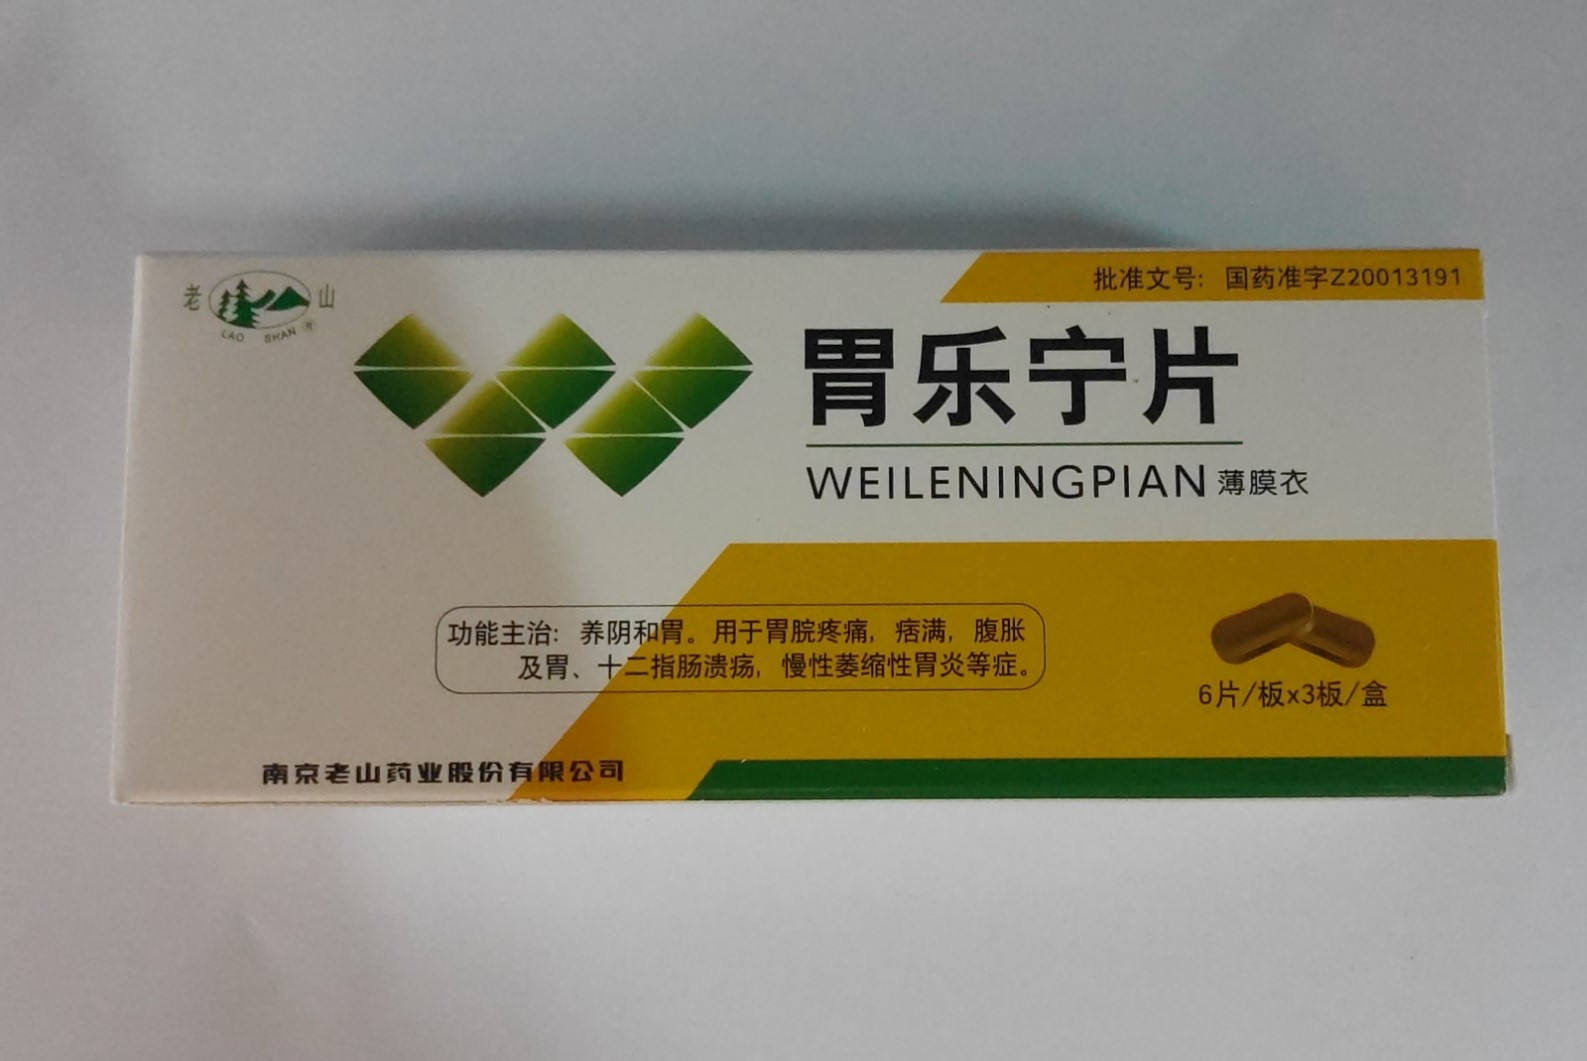 老 山
LAO SHAN ®
批准文号： 国药准字Z20013191
胃乐宁片
WEILENINGPIAN 薄膜衣
功能主治：养阴和胃。用于胃脘疼痛，痞满，腹胀
及胃、十二指肠溃疡，慢性萎缩性胃炎等症。
6片/板x3板/盒
南京老山药业股份有限公司